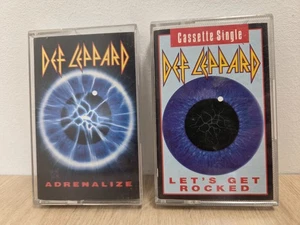 DEF LEPPARD
ADRENALIZE
Cassette Single
DEF LEPPARD
LET'S GET
ROCKED